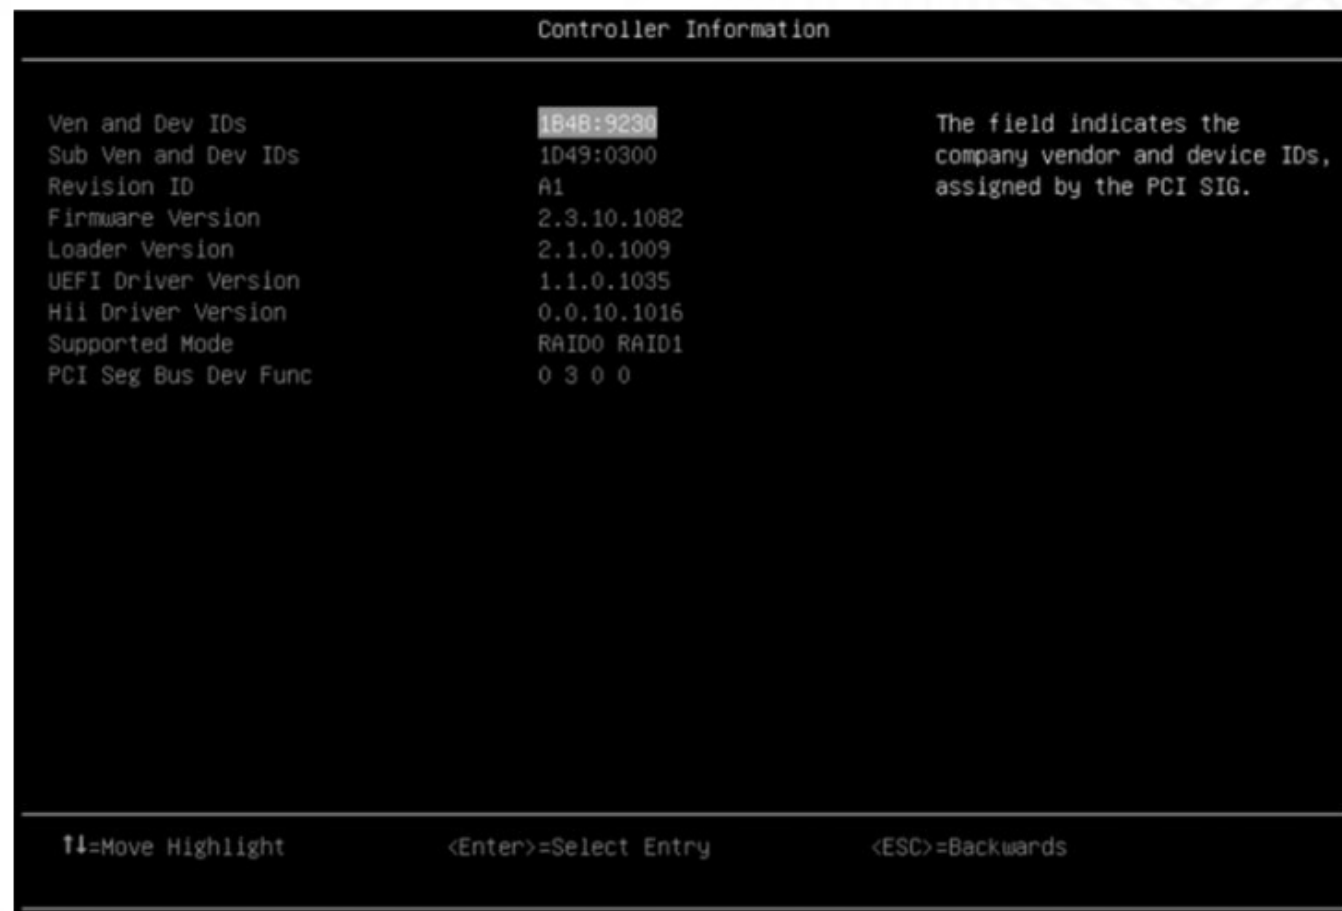 Controller Information
Ven and Dev IDs 1B4B:9230
Sub Ven and Dev IDs 1D49:0300
Revision ID A1
Firmware Version 2.3.10.1082
Loader Version 2.1.0.1009
UEFI Driver Version 1.1.0.1035
Hii Driver Version 0.0.10.1016
Supported Mode RAID0 RAID1
PCI Seg Bus Dev Func 0 3 0 0
The field indicates the
company vendor and device IDs,
assigned by the PCI SIG.
↑↓=Move Highlight <Enter>=Select Entry <ESC>=Backwards